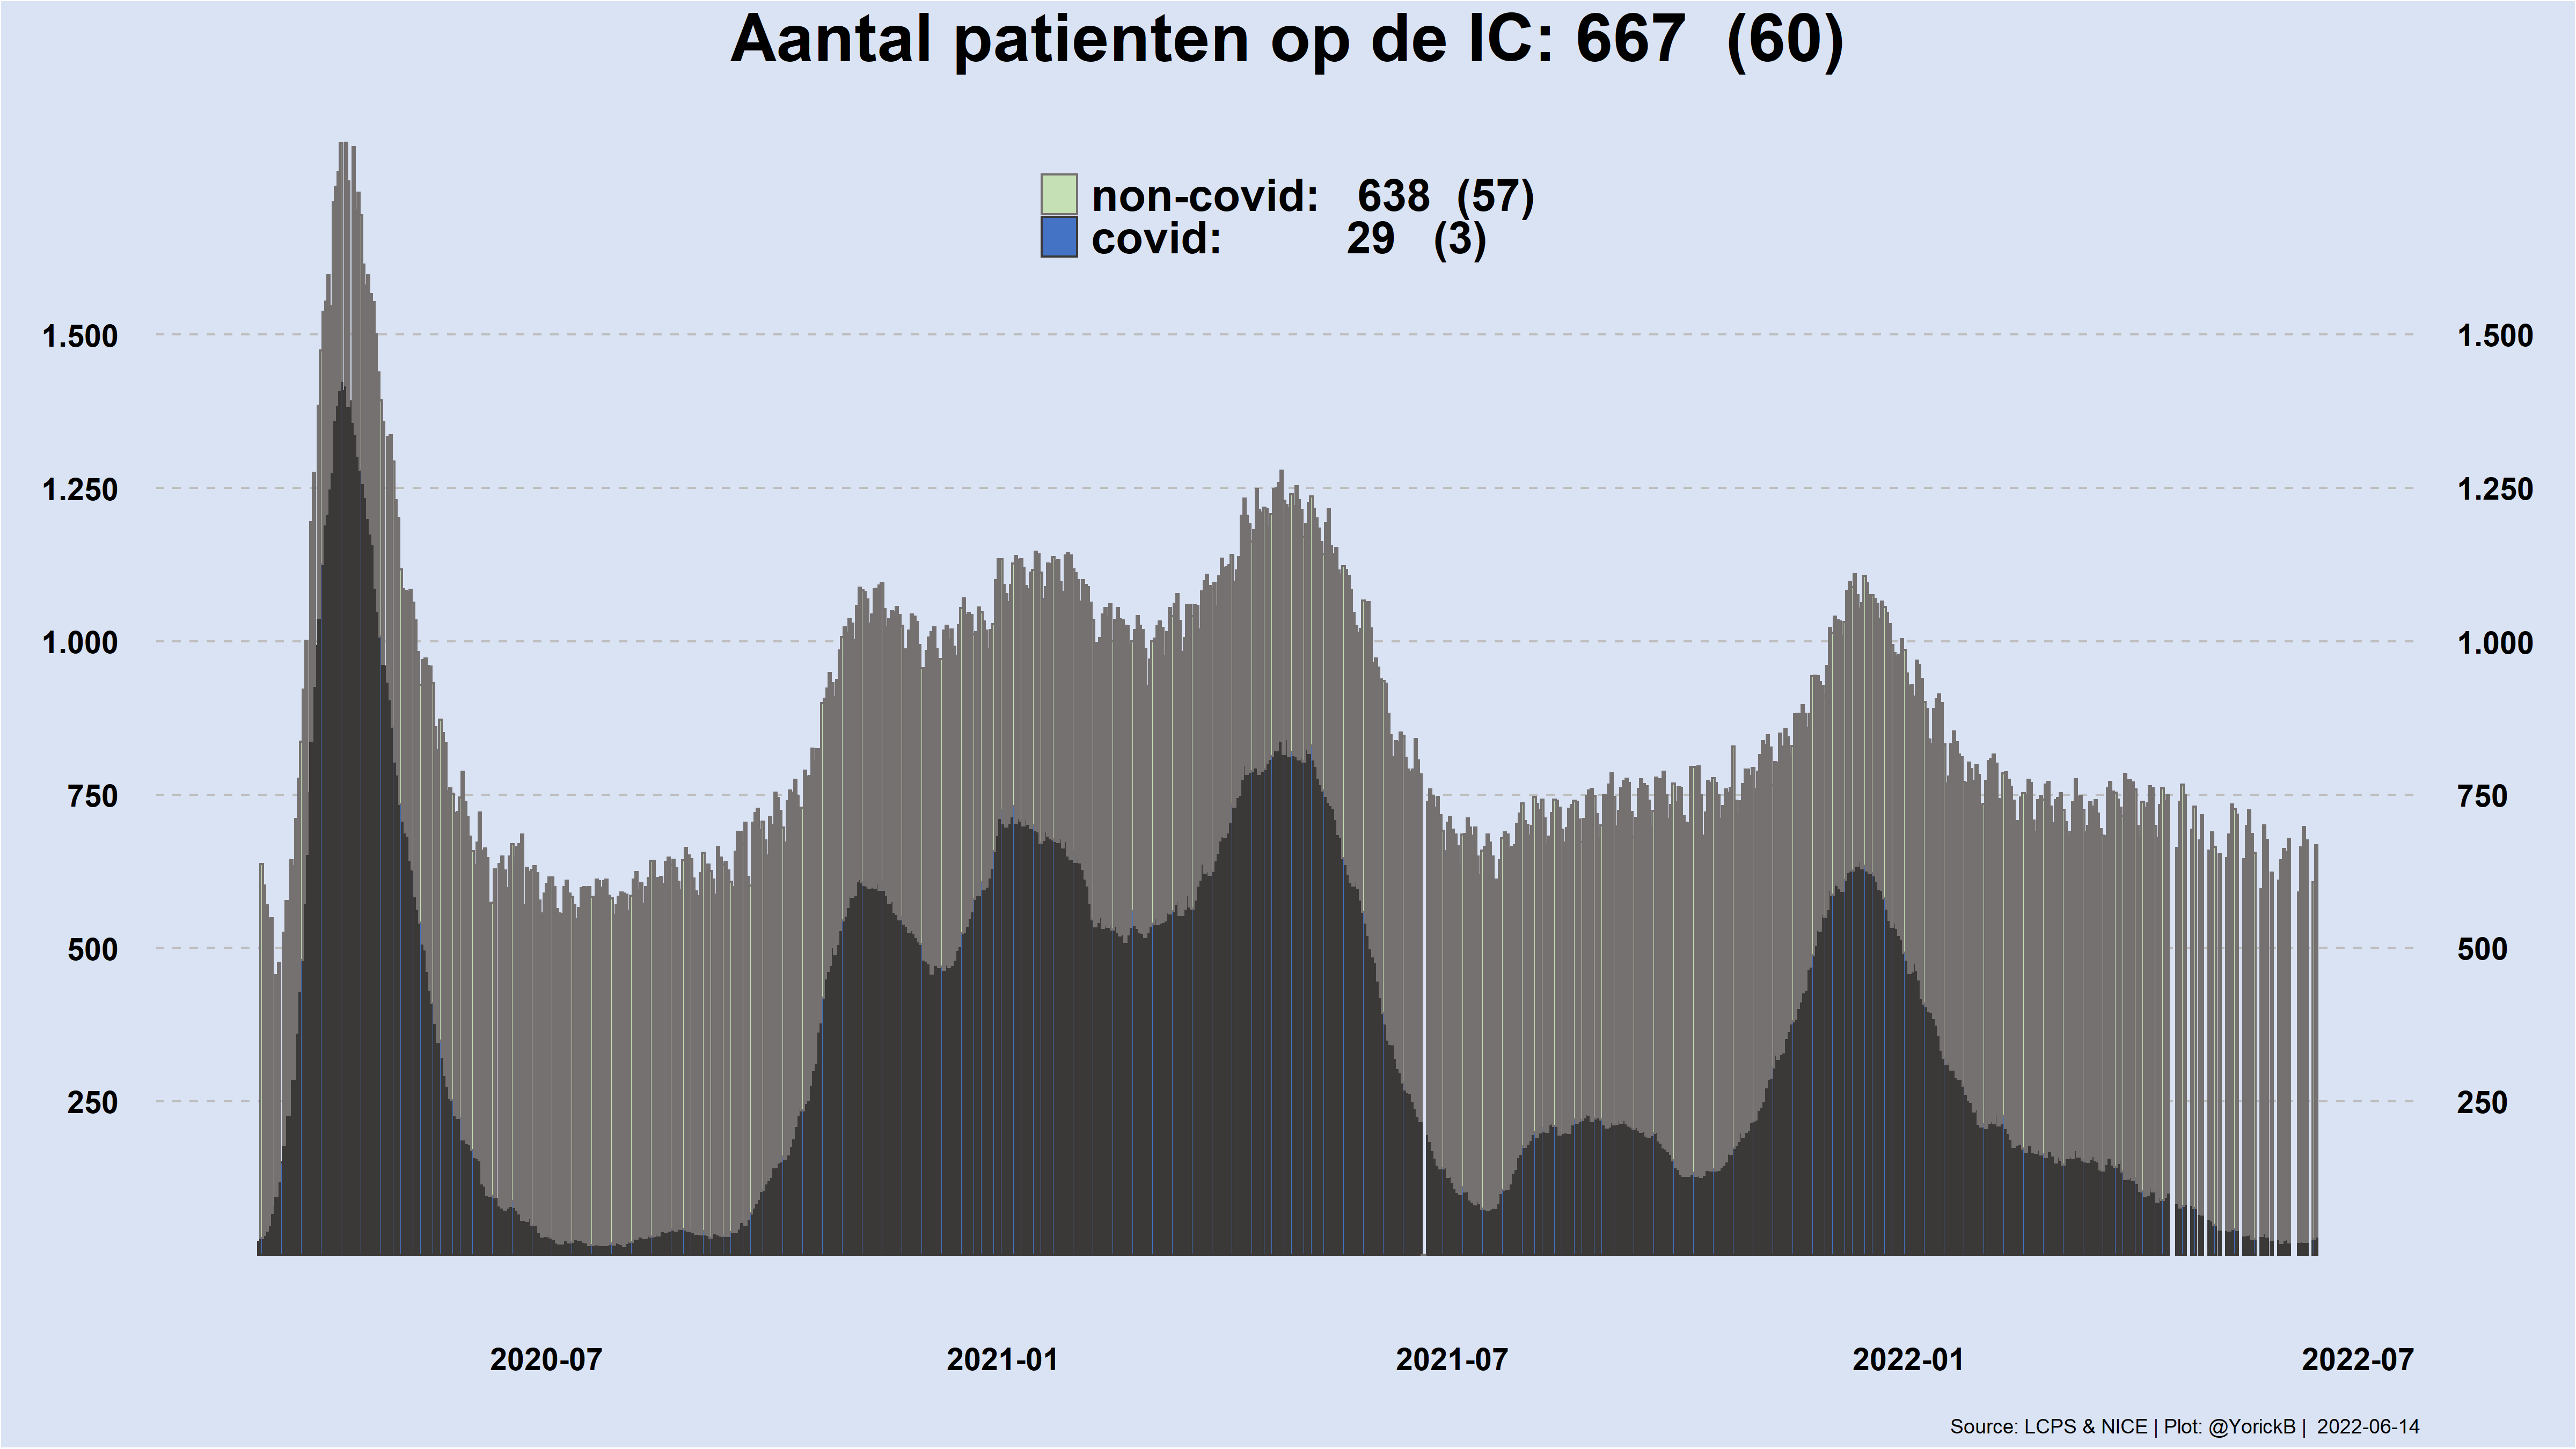 Aantal patienten op de IC: 667 (60)
non-covid: 638 (57)
covid: 29 (3)
1.500 1.500
1.250 1.250
1.000 1.000
750 750
500 500
250 250
2020-07 2021-01 2021-07 2022-01 2022-07
Source: LCPS & NICE | Plot: @YorickB | 2022-06-14